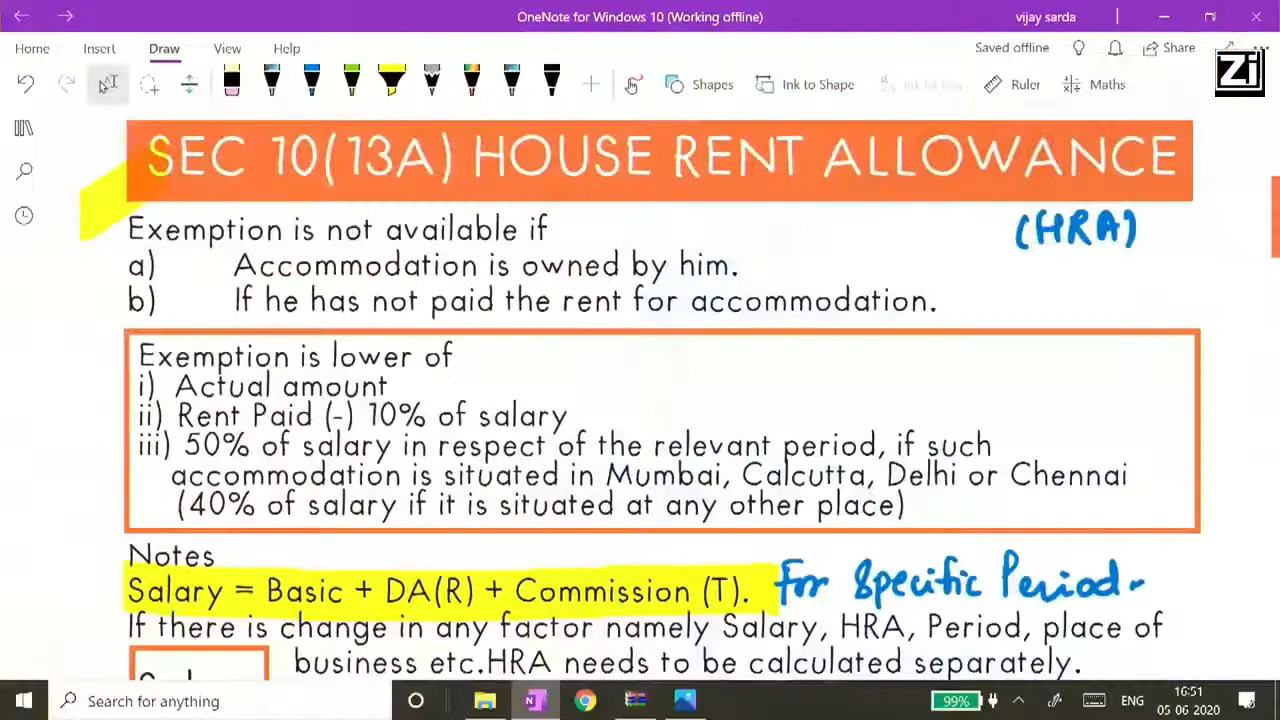 OneNote for Windows 10 (Working offline)
vijay sarda
Home Insert Draw View Help
Saved offline
Share
Shapes
Ink to Shape
Ink to Text
Ruler
Maths
Zi
SEC 10(13A) HOUSE RENT ALLOWANCE
Exemption is not available if
(HRA)
a) Accommodation is owned by him.
b) If he has not paid the rent for accommodation.
Exemption is lower of
i) Actual amount
ii) Rent Paid (-) 10% of salary
iii) 50% of salary in respect of the relevant period, if such
accommodation is situated in Mumbai, Calcutta, Delhi or Chennai
(40% of salary if it is situated at any other place)
Notes
Salary = Basic + DA(R) + Commission (T). for Specific Period.
If there is change in any factor namely Salary, HRA, Period, place of
business etc.HRA needs to be calculated separately.
Search for anything
99%
ENG
16:51
05-06-2020